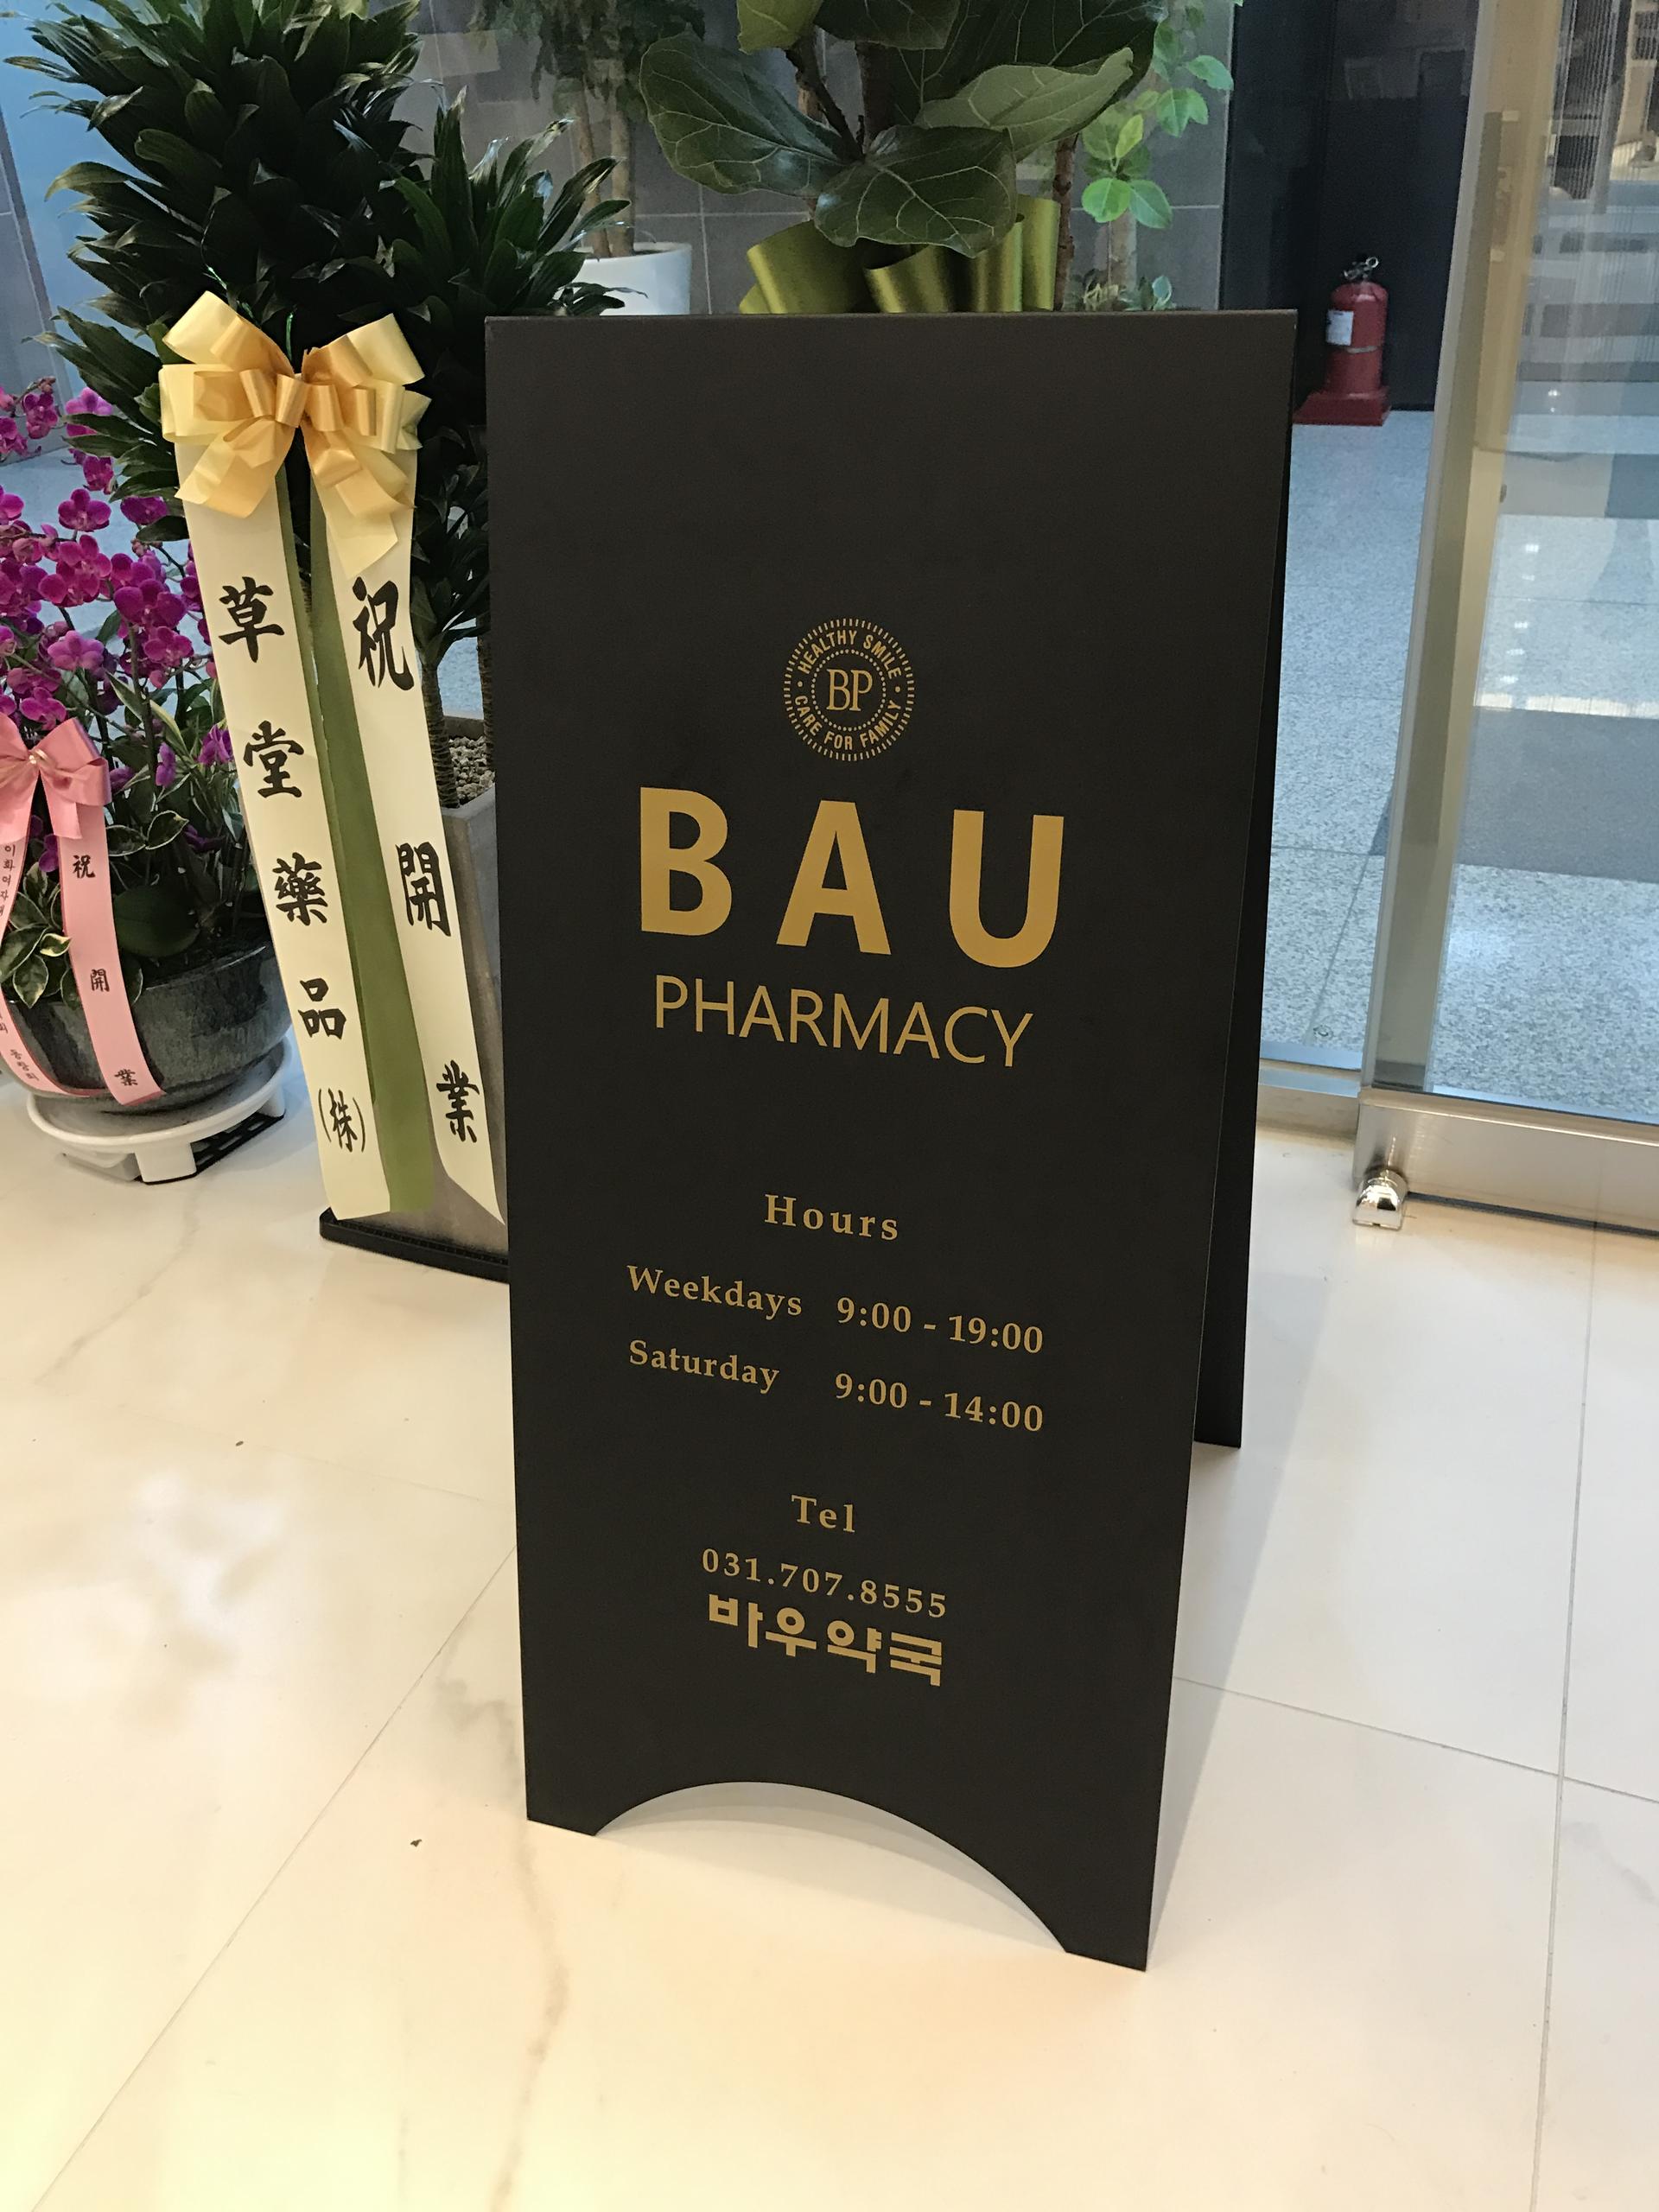 HEALTHY SMILE
BP
CARE FOR FAMILY
BAU
PHARMACY
Hours
Weekdays 9:00 - 19:00
Saturday 9:00 - 14:00
Tel
031.707.8555
바우약국
草堂藥品(株)
祝開業
祝開業